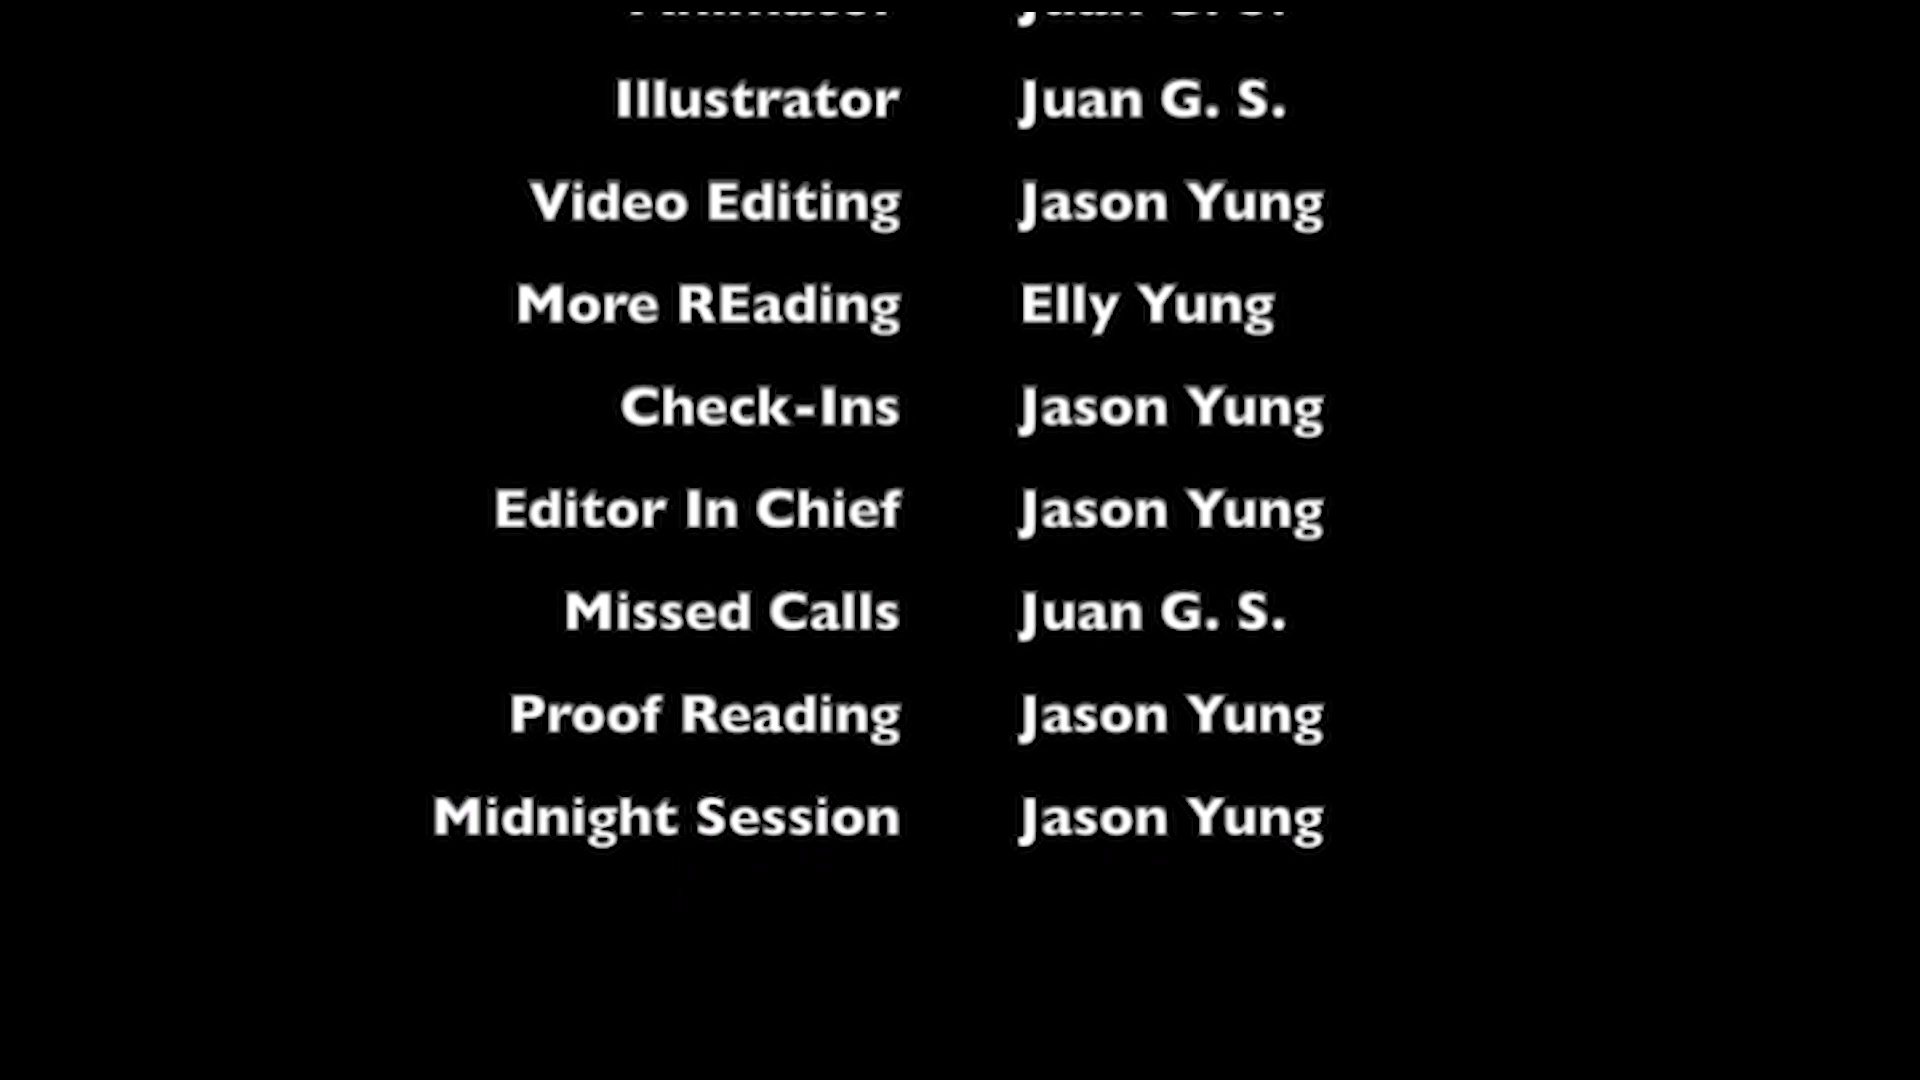 Juan G. S.
Illustrator Juan G. S.
Video Editing Jason Yung
More REading Elly Yung
Check-Ins Jason Yung
Editor In Chief Jason Yung
Missed Calls Juan G. S.
Proof Reading Jason Yung
Midnight Session Jason Yung